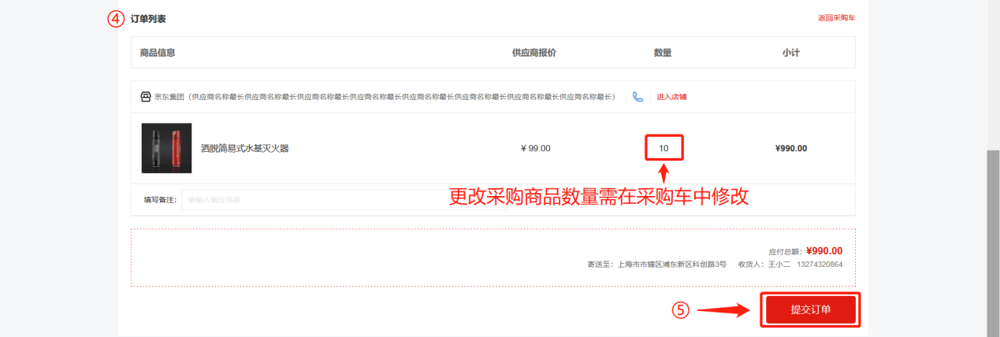 ④ 订单列表 返回采购车
商品信息 供应商报价 数量 小计
京东集团（供应商名称最长供应商名称最长供应商名称最长供应商名称最长供应商名称最长供应商名称最长供应商名称最长供应商名称最长） 进入店铺
洒脱简易式水基灭火器 ¥ 99.00 10 ¥990.00
更改采购商品数量需在采购车中修改
填写备注： 请输入备注信息
应付总额：¥990.00
寄送至：上海市市辖区浦东新区科创路3号 收货人：王小二 13274320864
⑤ 提交订单